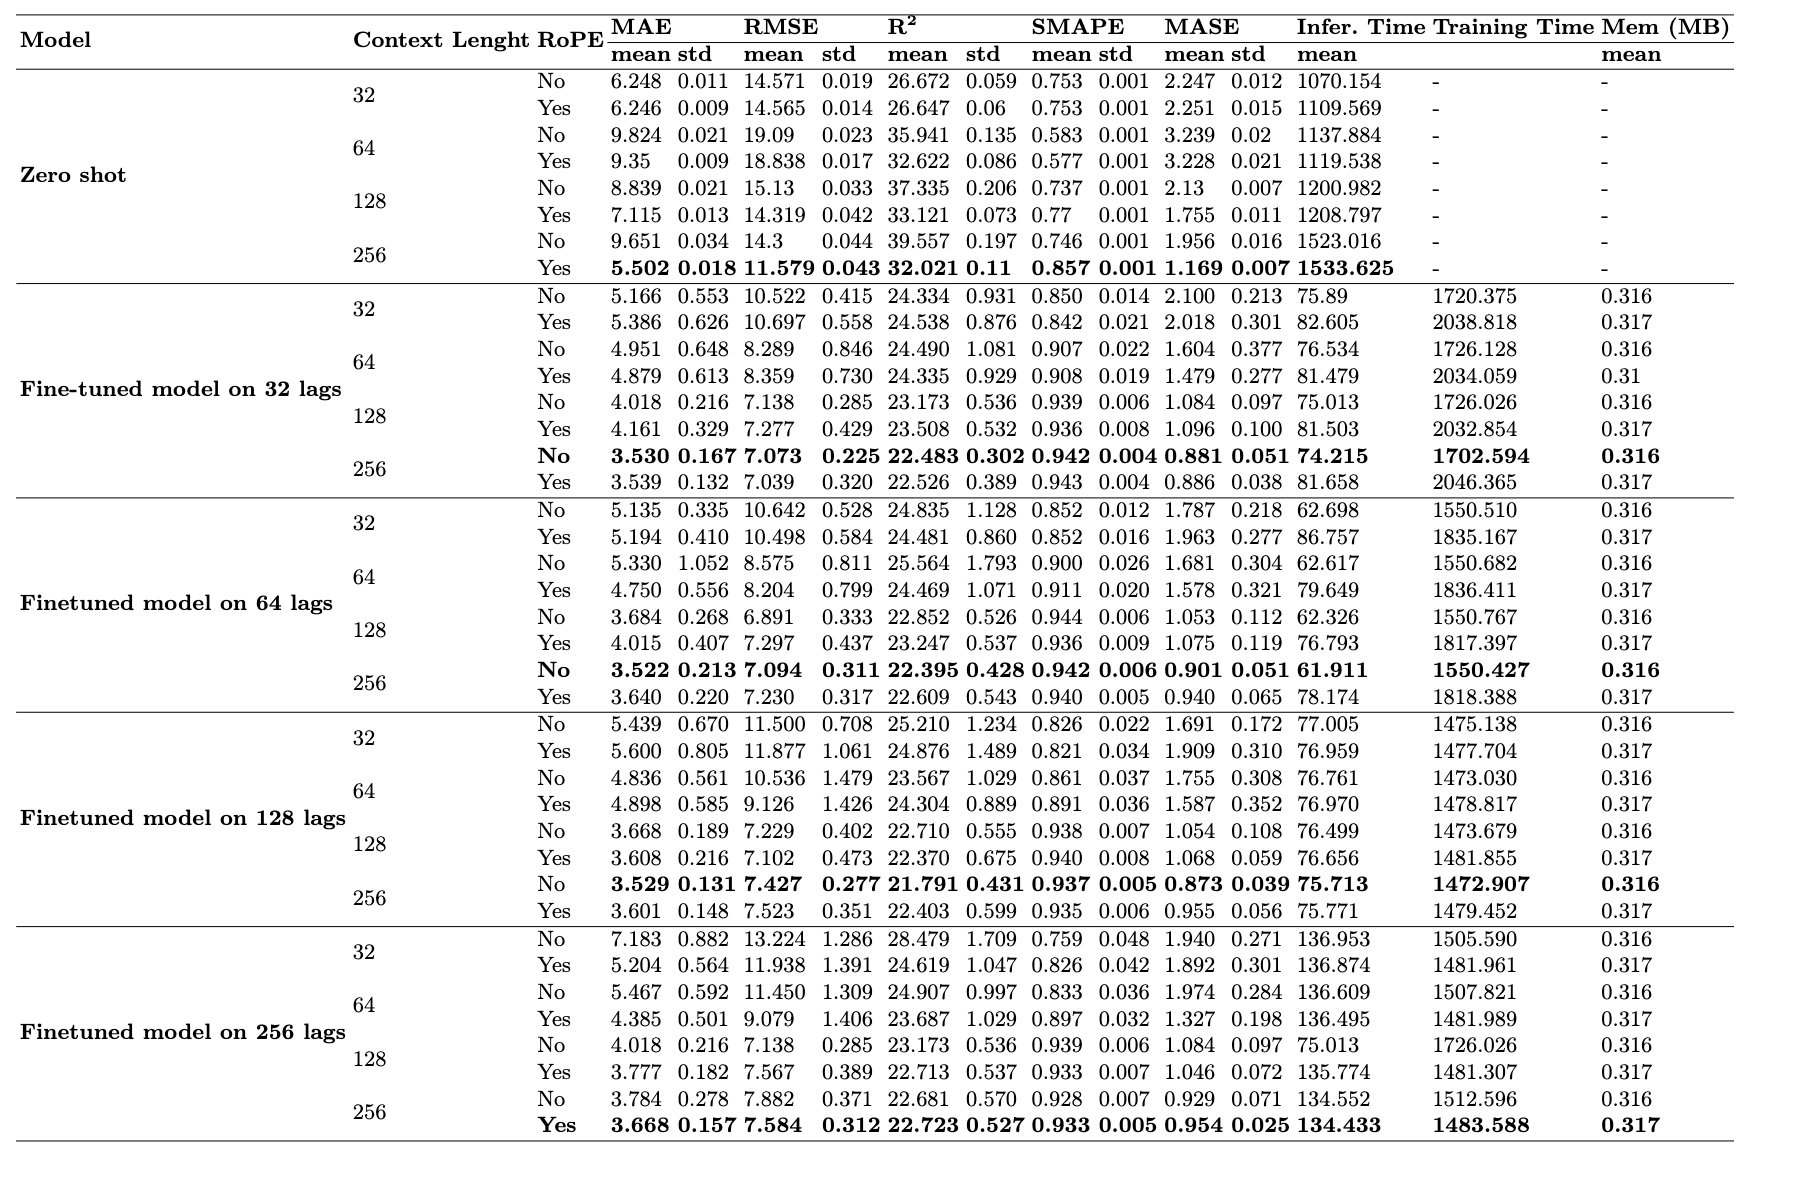 Model Context Lenght RoPE MAE RMSE R² SMAPE MASE Infer. Time Training Time Mem (MB)
mean std mean std mean std mean std mean std mean mean
Zero shot
32
No 6.248 0.011 14.571 0.019 26.672 0.059 0.753 0.001 2.247 0.012 1070.154 - -
Yes 6.246 0.009 14.565 0.014 26.647 0.06 0.753 0.001 2.251 0.015 1109.569 - -
64
No 9.824 0.021 19.09 0.023 35.941 0.135 0.583 0.001 3.239 0.02 1137.884 - -
Yes 9.35 0.009 18.838 0.017 32.622 0.086 0.577 0.001 3.228 0.021 1119.538 - -
128
No 8.839 0.021 15.13 0.033 37.335 0.206 0.737 0.001 2.13 0.007 1200.982 - -
Yes 7.115 0.013 14.319 0.042 33.121 0.073 0.77 0.001 1.755 0.011 1208.797 - -
256
No 9.651 0.034 14.3 0.044 39.557 0.197 0.746 0.001 1.956 0.016 1523.016 - -
Yes 5.502 0.018 11.579 0.043 32.021 0.11 0.857 0.001 1.169 0.007 1533.625 - -
Fine-tuned model on 32 lags
32
No 5.166 0.553 10.522 0.415 24.334 0.931 0.850 0.014 2.100 0.213 75.89 1720.375 0.316
Yes 5.386 0.626 10.697 0.558 24.538 0.876 0.842 0.021 2.018 0.301 82.605 2038.818 0.317
64
No 4.951 0.648 8.289 0.846 24.490 1.081 0.907 0.022 1.604 0.377 76.534 1726.128 0.316
Yes 4.879 0.613 8.359 0.730 24.335 0.929 0.908 0.019 1.479 0.277 81.479 2034.059 0.31
128
No 4.018 0.216 7.138 0.285 23.173 0.536 0.939 0.006 1.084 0.097 75.013 1726.026 0.316
Yes 4.161 0.329 7.277 0.429 23.508 0.532 0.936 0.008 1.096 0.100 81.503 2032.854 0.317
256
No 3.530 0.167 7.073 0.225 22.483 0.302 0.942 0.004 0.881 0.051 74.215 1702.594 0.316
Yes 3.539 0.132 7.039 0.320 22.526 0.389 0.943 0.004 0.886 0.038 81.658 2046.365 0.317
Finetuned model on 64 lags
32
No 5.135 0.335 10.642 0.528 24.835 1.128 0.852 0.012 1.787 0.218 62.698 1550.510 0.316
Yes 5.194 0.410 10.498 0.584 24.481 0.860 0.852 0.016 1.963 0.277 86.757 1835.167 0.317
64
No 5.330 1.052 8.575 0.811 25.564 1.793 0.900 0.026 1.681 0.304 62.617 1550.682 0.316
Yes 4.750 0.556 8.204 0.799 24.469 1.071 0.911 0.020 1.578 0.321 79.649 1836.411 0.317
128
No 3.684 0.268 6.891 0.333 22.852 0.526 0.944 0.006 1.053 0.112 62.326 1550.767 0.316
Yes 4.015 0.407 7.297 0.437 23.247 0.537 0.936 0.009 1.075 0.119 76.793 1817.397 0.317
256
No 3.522 0.213 7.094 0.311 22.395 0.428 0.942 0.006 0.901 0.051 61.911 1550.427 0.316
Yes 3.640 0.220 7.230 0.317 22.609 0.543 0.940 0.005 0.940 0.065 78.174 1818.388 0.317
Finetuned model on 128 lags
32
No 5.439 0.670 11.500 0.708 25.210 1.234 0.826 0.022 1.691 0.172 77.005 1475.138 0.316
Yes 5.600 0.805 11.877 1.061 24.876 1.489 0.821 0.034 1.909 0.310 76.959 1477.704 0.317
64
No 4.836 0.561 10.536 1.479 23.567 1.029 0.861 0.037 1.755 0.308 76.761 1473.030 0.316
Yes 4.898 0.585 9.126 1.426 24.304 0.889 0.891 0.036 1.587 0.352 76.970 1478.817 0.317
128
No 3.668 0.189 7.229 0.402 22.710 0.555 0.938 0.007 1.054 0.108 76.499 1473.679 0.316
Yes 3.608 0.216 7.102 0.473 22.370 0.675 0.940 0.008 1.068 0.059 76.656 1481.855 0.317
256
No 3.529 0.131 7.427 0.277 21.791 0.431 0.937 0.005 0.873 0.039 75.713 1472.907 0.316
Yes 3.601 0.148 7.523 0.351 22.403 0.599 0.935 0.006 0.955 0.056 75.771 1479.452 0.317
Finetuned model on 256 lags
32
No 7.183 0.882 13.224 1.286 28.479 1.709 0.759 0.048 1.940 0.271 136.953 1505.590 0.316
Yes 5.204 0.564 11.938 1.391 24.619 1.047 0.826 0.042 1.892 0.301 136.874 1481.961 0.317
64
No 5.467 0.592 11.450 1.309 24.907 0.997 0.833 0.036 1.974 0.284 136.609 1507.821 0.316
Yes 4.385 0.501 9.079 1.406 23.687 1.029 0.897 0.032 1.327 0.198 136.495 1481.989 0.317
128
No 4.018 0.216 7.138 0.285 23.173 0.536 0.939 0.006 1.084 0.097 75.013 1726.026 0.316
Yes 3.777 0.182 7.567 0.389 22.713 0.537 0.933 0.007 1.046 0.072 135.774 1481.307 0.317
256
No 3.784 0.278 7.882 0.371 22.681 0.570 0.928 0.007 0.929 0.071 134.552 1512.596 0.316
Yes 3.668 0.157 7.584 0.312 22.723 0.527 0.933 0.005 0.954 0.025 134.433 1483.588 0.317